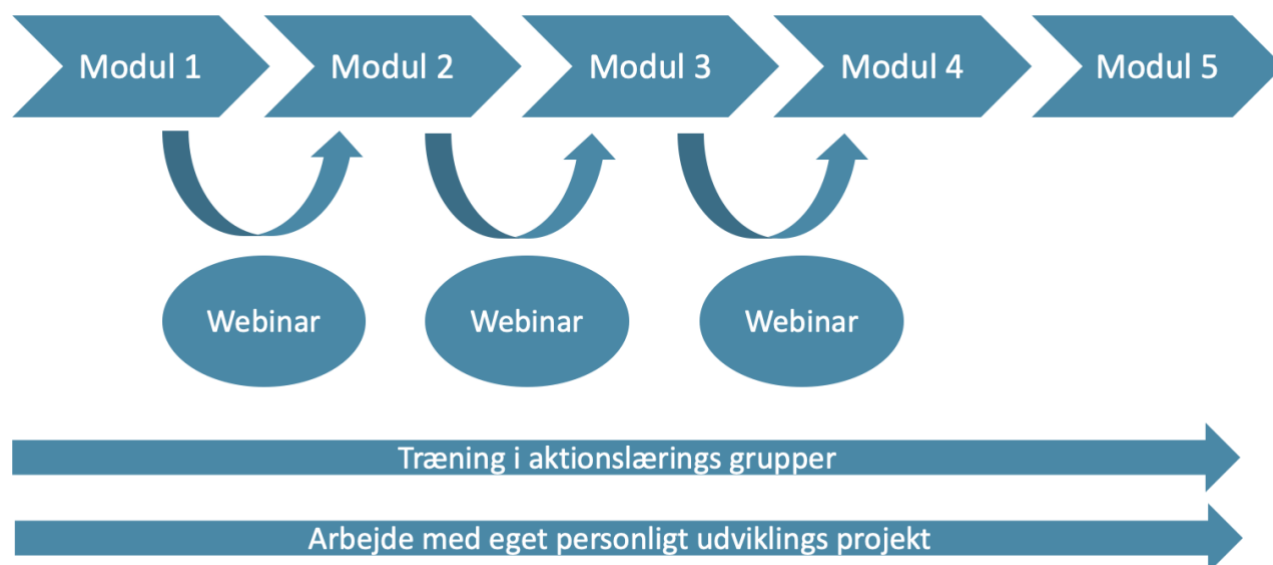 Modul 1
Modul 2
Modul 3
Modul 4
Modul 5
Webinar
Webinar
Webinar
Træning i aktionslærings grupper
Arbejde med eget personligt udviklings projekt